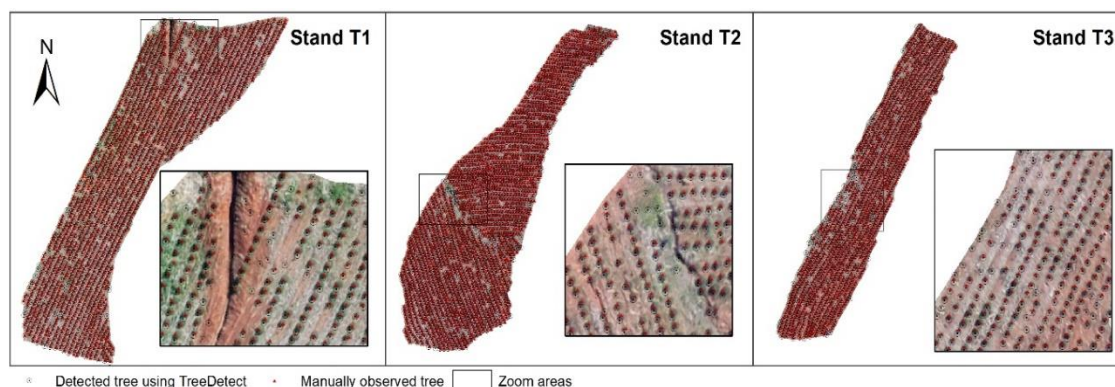 Stand T1
Stand T2
Stand T3
N
Detected tree using TreeDetect
Manually observed tree
Zoom areas